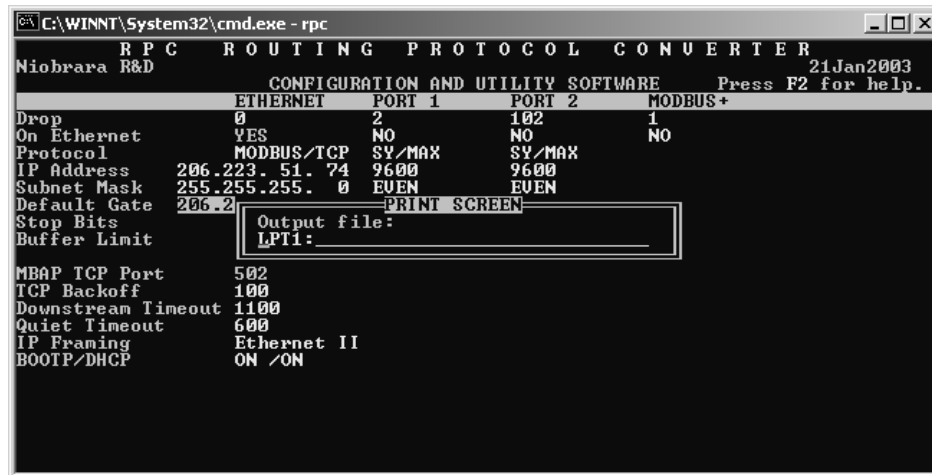 C:\WINNT\System32\cmd.exe - rpc
R P C   R O U T I N G   P R O T O C O L   C O N V E R T E R
Niobrara R&D   21Jan2003
CONFIGURATION AND UTILITY SOFTWARE   Press F2 for help.
ETHERNET   PORT 1   PORT 2   MODBUS+
Drop   0   2   102   1
On Ethernet   YES   NO   NO   NO
Protocol   MODBUS/TCP   SY/MAX   SY/MAX
IP Address   206.223. 51. 74   9600   9600
Subnet Mask   255.255.255.  0   EVEN   EVEN
Default Gate   206.2   PRINT SCREEN
Stop Bits   Output file:
Buffer Limit   LPT1:
MBAP TCP Port   502
TCP Backoff   100
Downstream Timeout   1100
Quiet Timeout   600
IP Framing   Ethernet II
BOOTP/DHCP   ON /ON